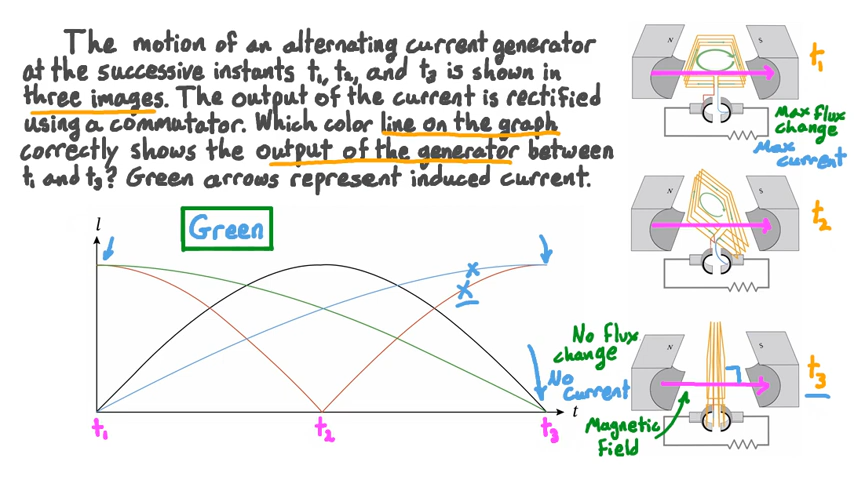 The motion of an alternating current generator
at the successive instants t₁, t₂, and t₃ is shown in
three images. The output of the current is rectified
using a commutator. Which color line on the graph
correctly shows the output of the generator between
t₁ and t₃? Green arrows represent induced current.
N
S
t₁
Max flux
change
Max
current
N
S
t₂
N
S
t₃
No flux
change
No
current
Magnetic
Field
Green
I
x
x
t
t₁
t₂
t₃